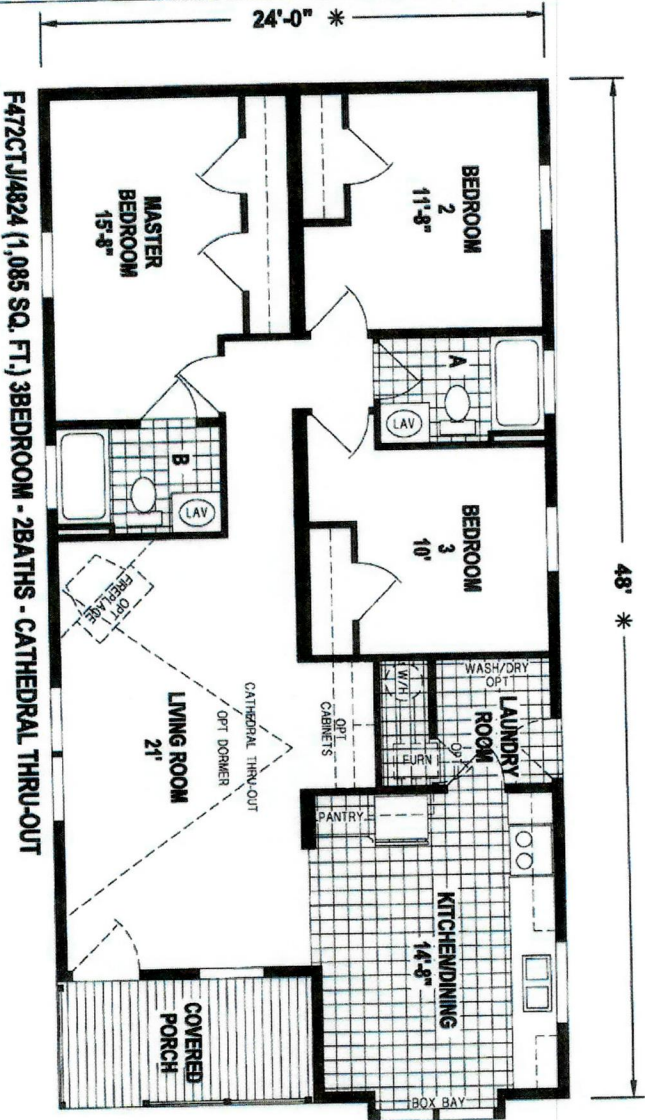 24'-0" *
48' *
BEDROOM
2
11'-8"
MASTER
BEDROOM
15'-8"
A
LAV
B
LAV
BEDROOM
3
10'
WASH/DRY
OPT
LAUNDRY
ROOM
W/H
FURN
OPT
OPT
CABINETS
OPT
FIREPLACE
CATHEDRAL THRU-OUT
OPT DORMER
LIVING ROOM
21'
PANTRY
KITCHEN/DINING
14'-8"
COVERED
PORCH
BOX BAY
F472CTJ/4824 (1,085 SQ. FT.) 3BEDROOM - 2BATHS - CATHEDRAL THRU-OUT